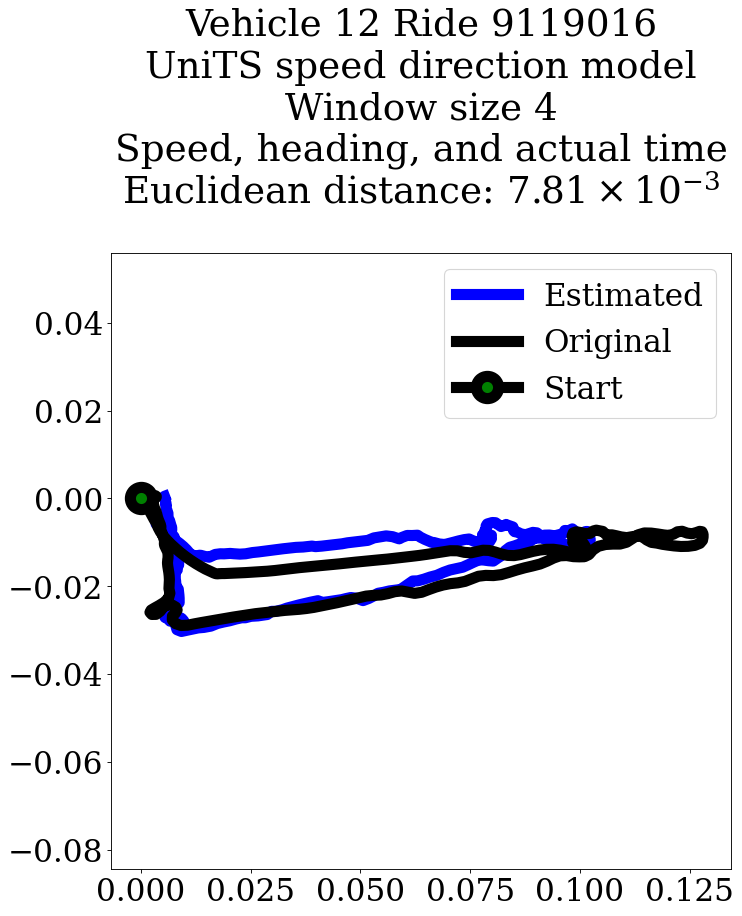 Vehicle 12 Ride 9119016
UniTS speed direction model
Window size 4
Speed, heading, and actual time
Euclidean distance: 7.81 × 10⁻³
Estimated
Original
Start
0.04
0.02
0.00
−0.02
−0.04
−0.06
−0.08
0.000 0.025 0.050 0.075 0.100 0.125